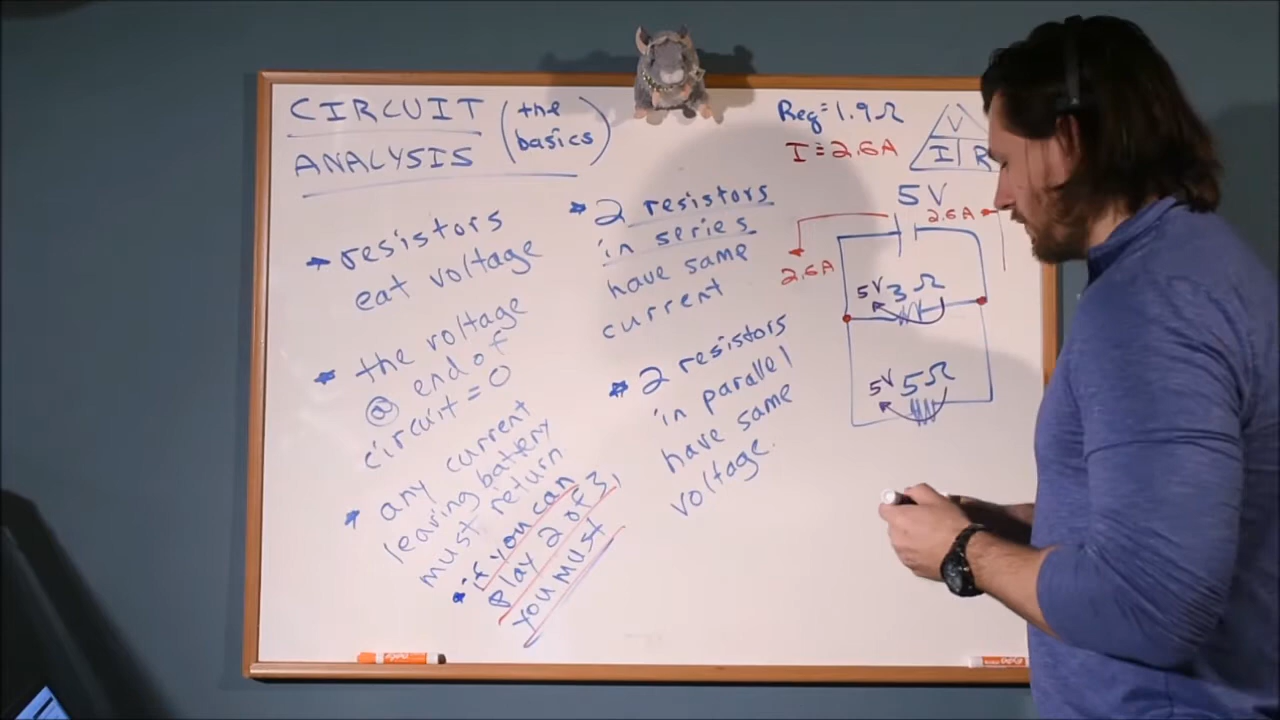 CIRCUIT (the
ANALYSIS basics)
* resistors
eat voltage
* the voltage
@ end of
circuit = 0
* any current
leaving battery
must return
* if you can
play 2 of 3,
you must
* 2 resistors
in series
have same
current
* 2 resistors
in parallel
have same
voltage.
Req = 1.9Ω
I = 2.6A
V
I R
5V
2.6A
2.6A
5V 3Ω
5V 5Ω